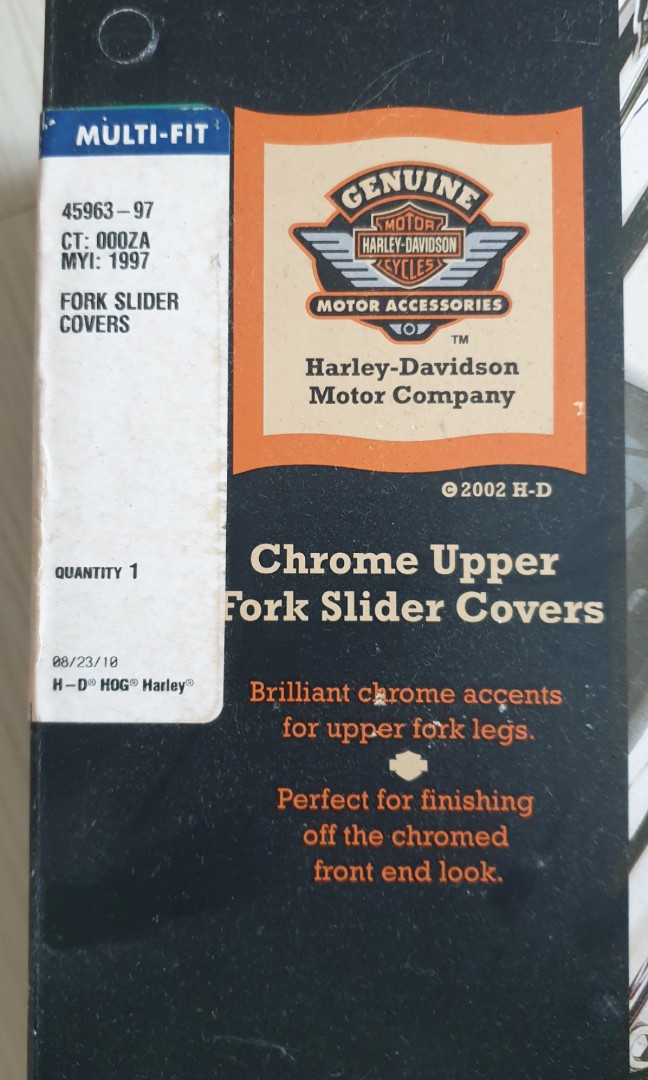 MULTI-FIT
45963-97
CT: 000ZA
MYI: 1997
FORK SLIDER
COVERS
QUANTITY 1
08/23/10
H-D® HOG® Harley®
GENUINE
MOTOR
HARLEY-DAVIDSON
CYCLES
MOTOR ACCESSORIES
TM
Harley-Davidson
Motor Company
© 2002 H-D
Chrome Upper
Fork Slider Covers
Brilliant chrome accents
for upper fork legs.
Perfect for finishing
off the chromed
front end look.